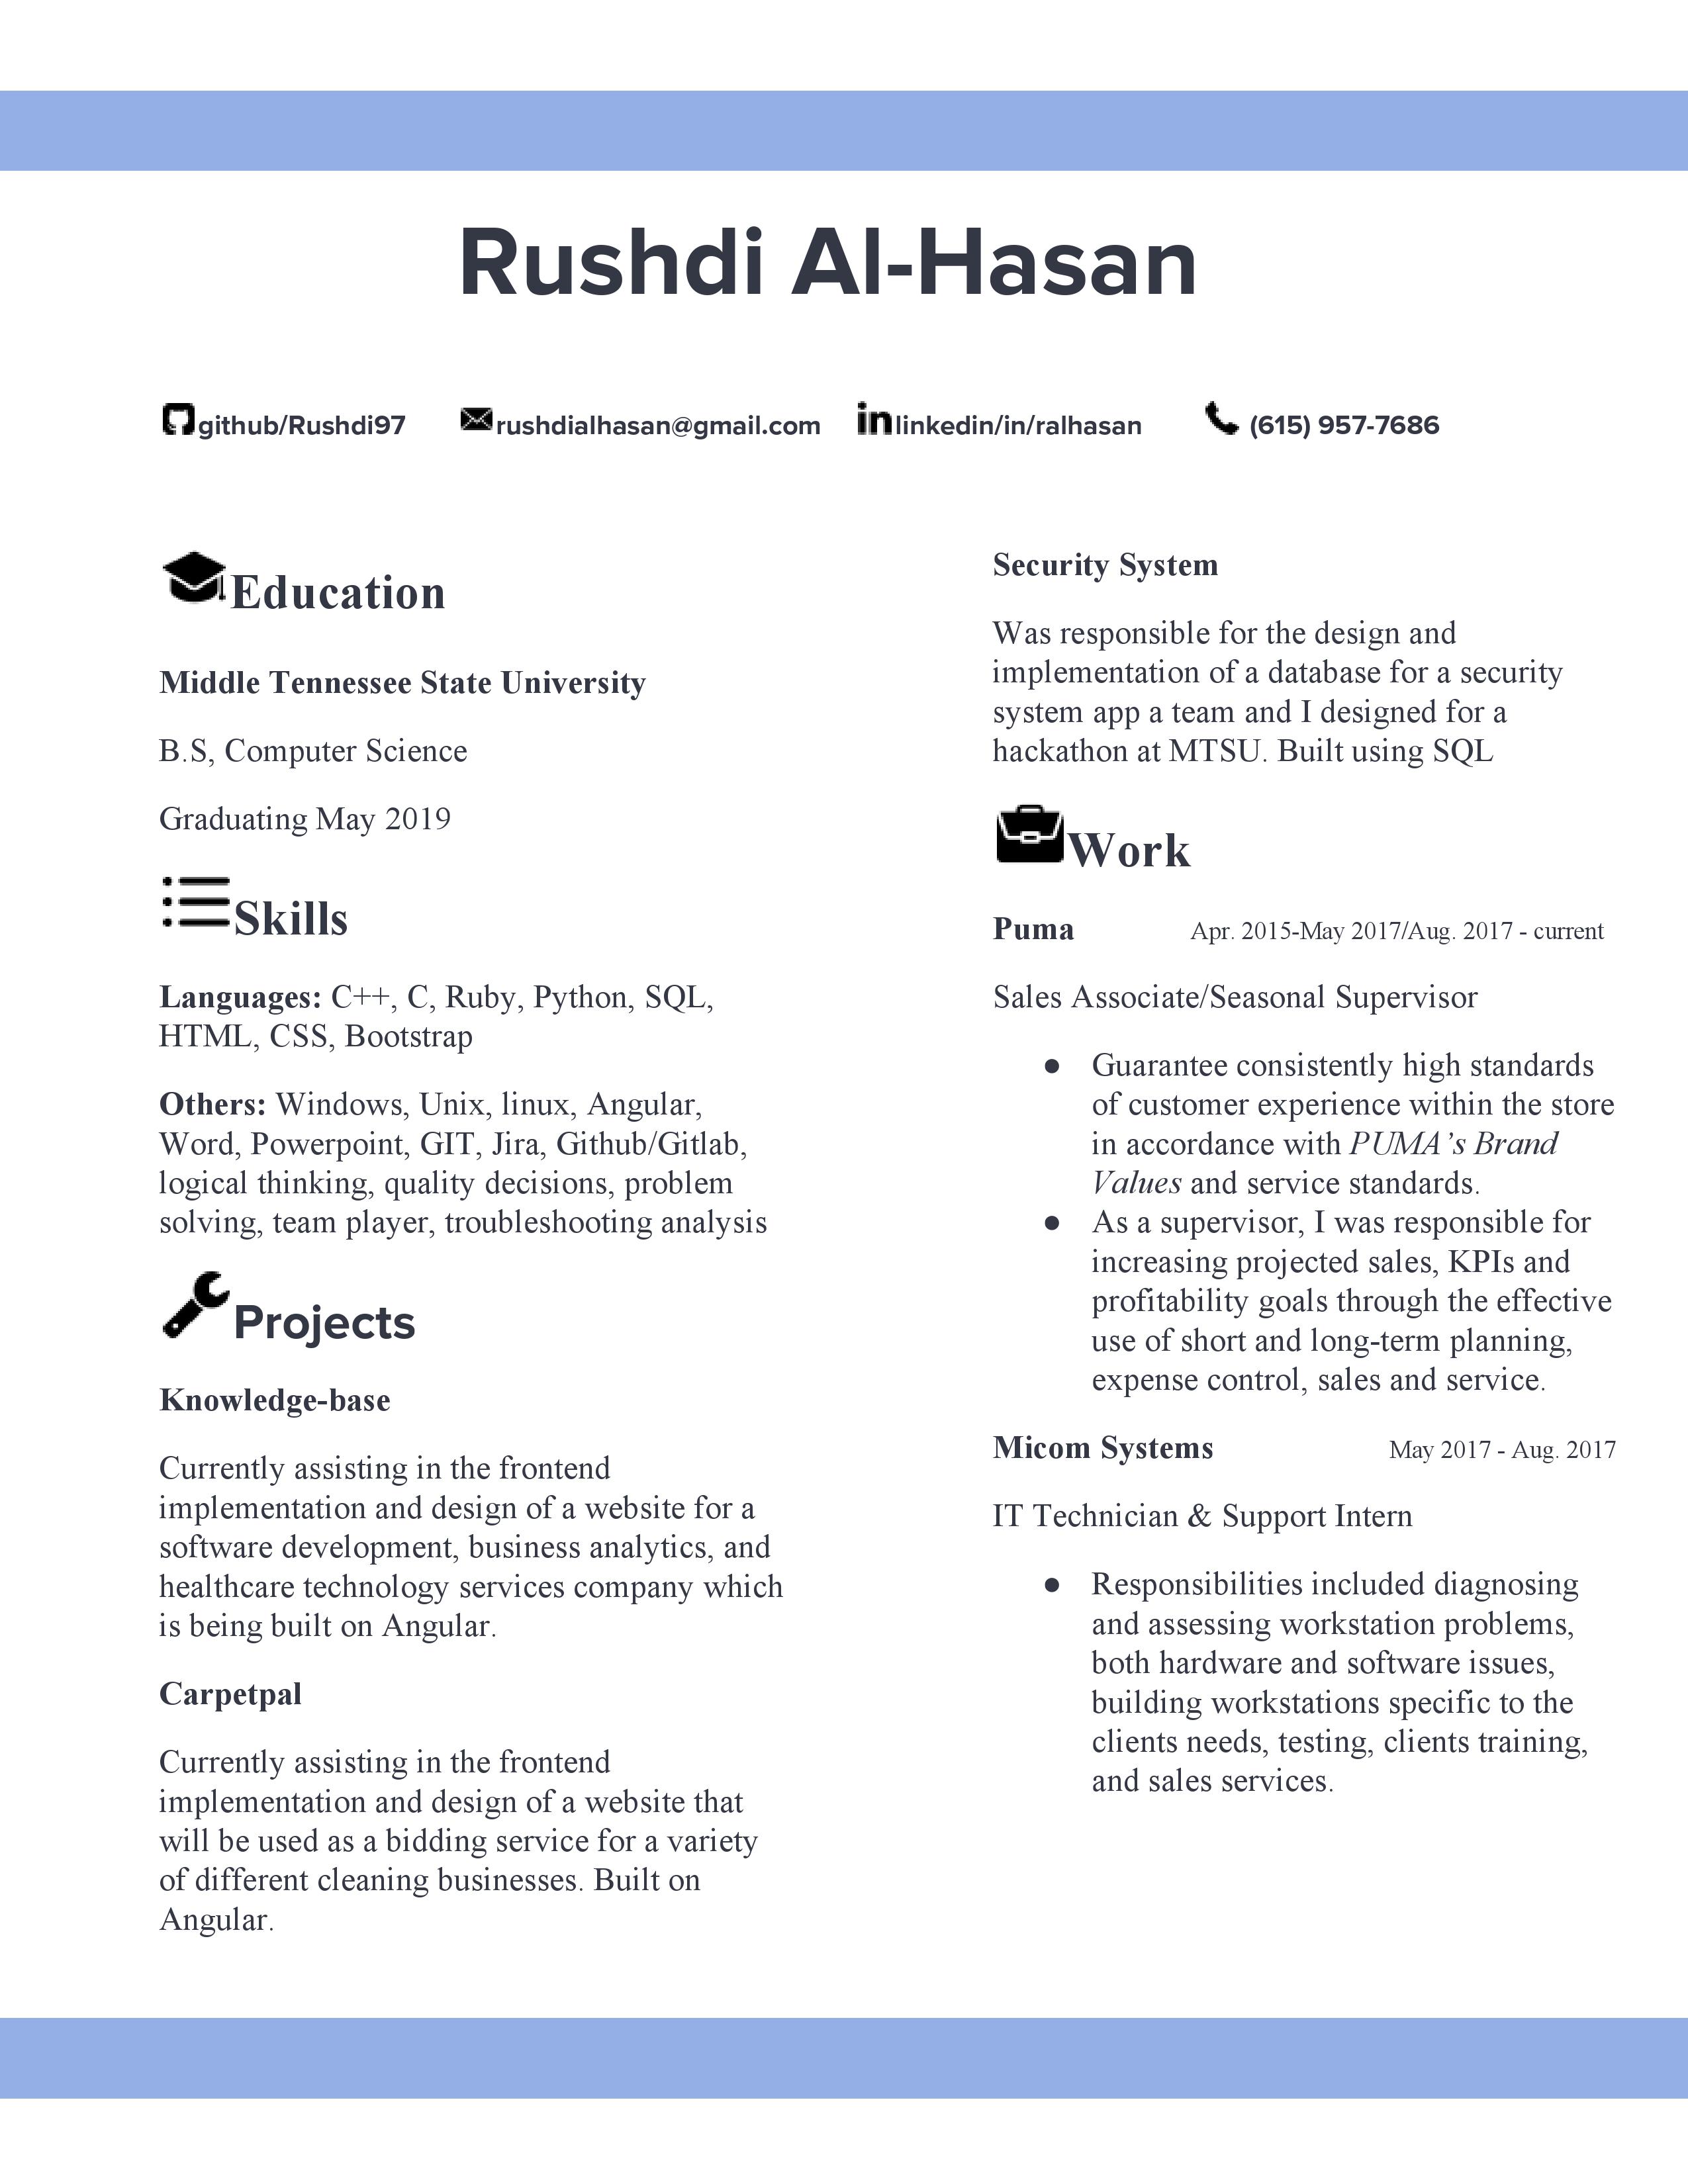 Rushdi Al-Hasan
github/Rushdi97 rushdialhasan@gmail.com linkedin/in/ralhasan (615) 957-7686
Education
Middle Tennessee State University
B.S, Computer Science
Graduating May 2019
Skills
Languages: C++, C, Ruby, Python, SQL,
HTML, CSS, Bootstrap
Others: Windows, Unix, linux, Angular,
Word, Powerpoint, GIT, Jira, Github/Gitlab,
logical thinking, quality decisions, problem
solving, team player, troubleshooting analysis
Projects
Knowledge-base
Currently assisting in the frontend
implementation and design of a website for a
software development, business analytics, and
healthcare technology services company which
is being built on Angular.
Carpetpal
Currently assisting in the frontend
implementation and design of a website that
will be used as a bidding service for a variety
of different cleaning businesses. Built on
Angular.
Security System
Was responsible for the design and
implementation of a database for a security
system app a team and I designed for a
hackathon at MTSU. Built using SQL
Work
Puma Apr. 2015-May 2017/Aug. 2017 - current
Sales Associate/Seasonal Supervisor
● Guarantee consistently high standards
of customer experience within the store
in accordance with PUMA's Brand
Values and service standards.
● As a supervisor, I was responsible for
increasing projected sales, KPIs and
profitability goals through the effective
use of short and long-term planning,
expense control, sales and service.
Micom Systems May 2017 - Aug. 2017
IT Technician & Support Intern
● Responsibilities included diagnosing
and assessing workstation problems,
both hardware and software issues,
building workstations specific to the
clients needs, testing, clients training,
and sales services.